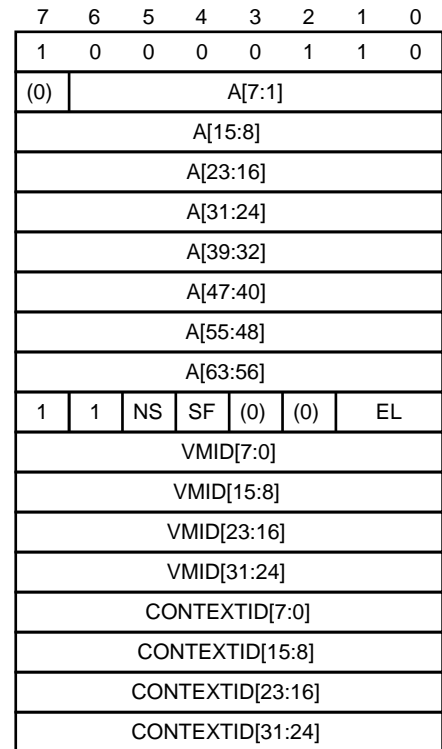 7 6 5 4 3 2 1 0
1 0 0 0 0 1 1 0
(0) A[7:1]
A[15:8]
A[23:16]
A[31:24]
A[39:32]
A[47:40]
A[55:48]
A[63:56]
1 1 NS SF (0) (0) EL
VMID[7:0]
VMID[15:8]
VMID[23:16]
VMID[31:24]
CONTEXTID[7:0]
CONTEXTID[15:8]
CONTEXTID[23:16]
CONTEXTID[31:24]